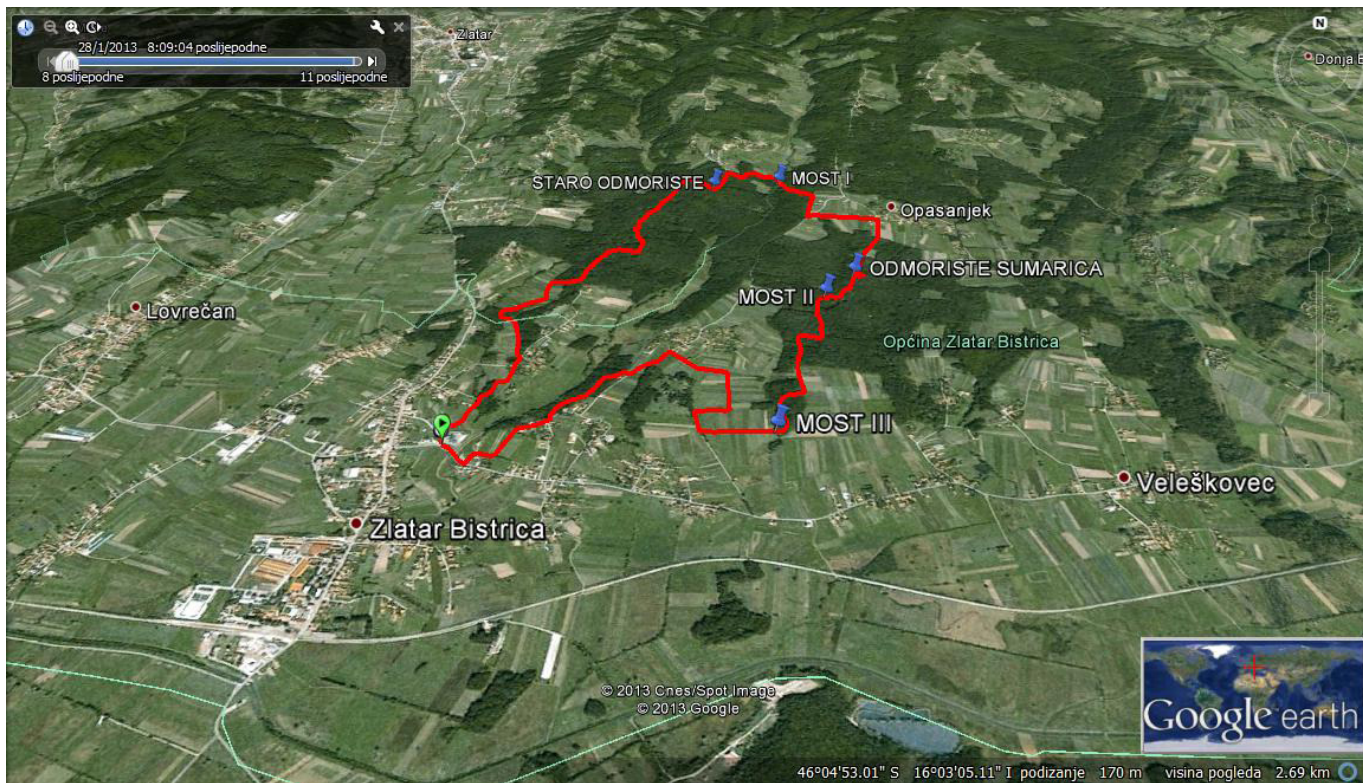 28/1/2013 8:09:04 poslijepodne
8 poslijepodne
11 poslijepodne
Zlatar
N
STARO ODMORISTE
MOST I
Opasanjek
ODMORISTE SUMARICA
MOST II
Lovrečan
Općina Zlatar Bistrica
MOST III
Veleškovec
Zlatar Bistrica
© 2013 Cnes/Spot Image
© 2013 Google
Google earth
46°04'53.01" S 16°03'05.11" I podizanje 170 m visina pogleda 2.69 km